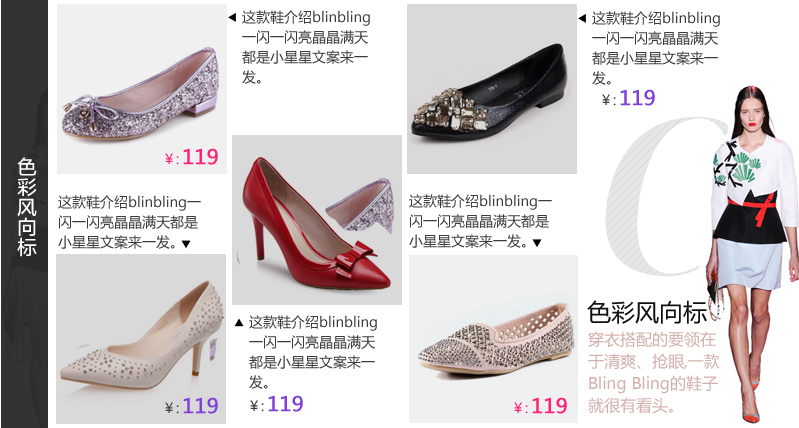 色彩风向标
这款鞋介绍blinbling
一闪一闪亮晶晶满天
都是小星星文案来一
发。
¥:119
这款鞋介绍blinbling一
闪一闪亮晶晶满天都是
小星星文案来一发。
¥:119
这款鞋介绍blinbling
一闪一闪亮晶晶满天
都是小星星文案来一
发。
¥:119
这款鞋介绍blinbling
一闪一闪亮晶晶满天
都是小星星文案来一
发。
¥:119
这款鞋介绍blinbling一
闪一闪亮晶晶满天都是
小星星文案来一发。
¥:119
C
色彩风向标
穿衣搭配的要领在
于清爽、抢眼,一款
Bling Bling的鞋子
就很有看头。